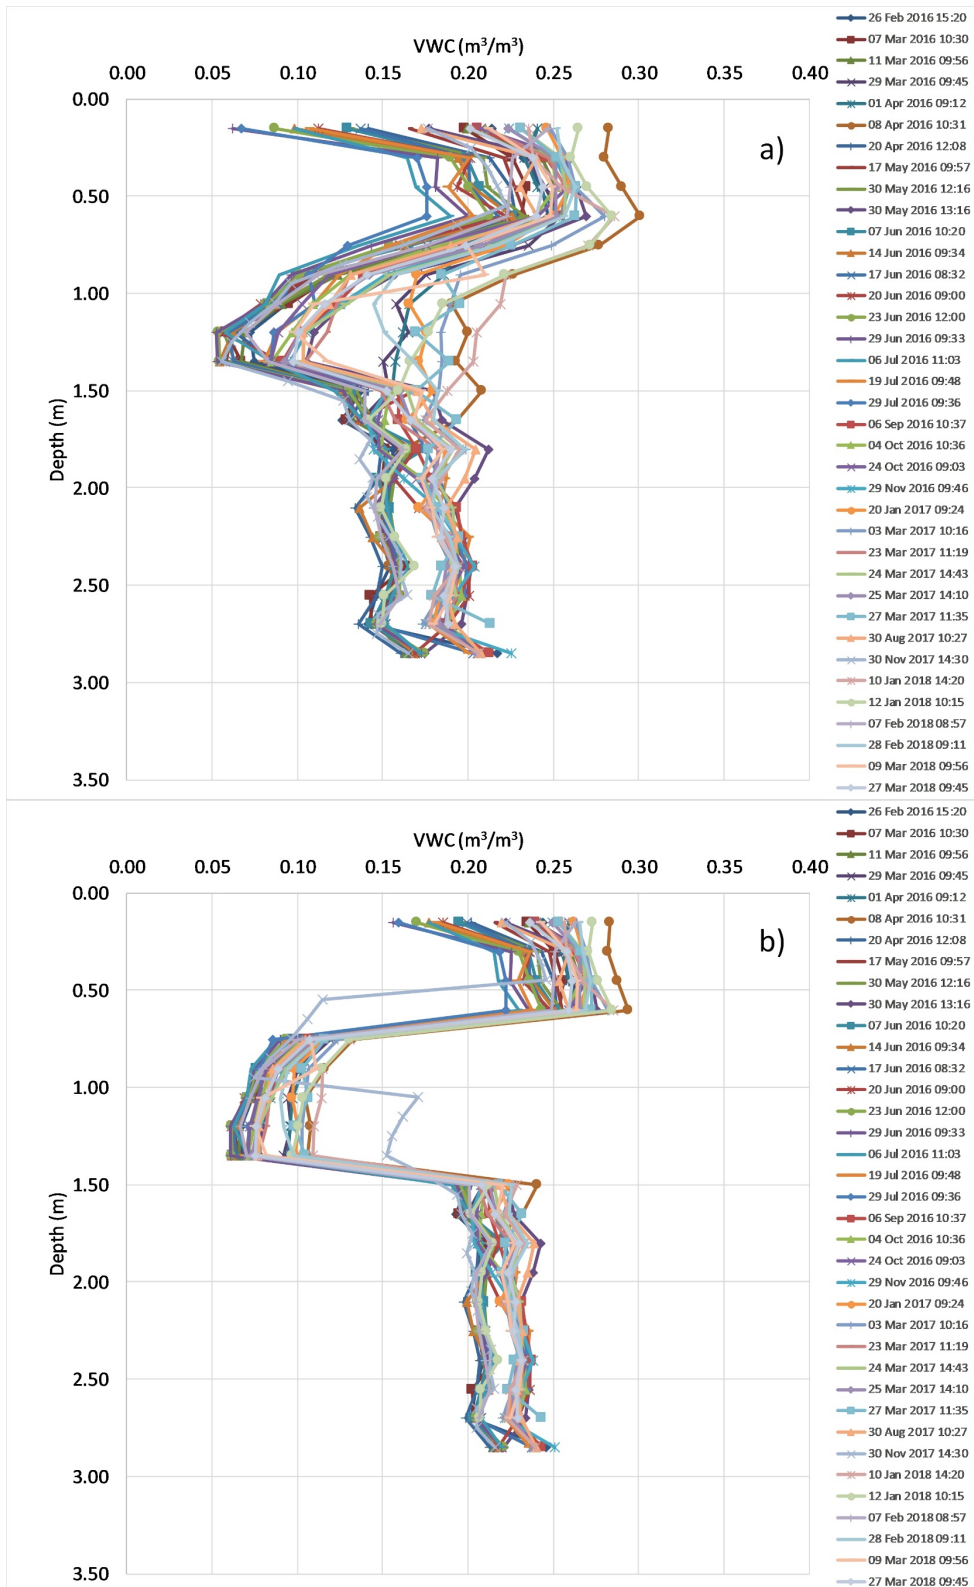 VWC (m³/m³)
0.00 0.05 0.10 0.15 0.20 0.25 0.30 0.35 0.40
0.00
0.50
1.00
1.50
2.00
2.50
3.00
3.50
Depth (m)
a)
26 Feb 2016 15:20
07 Mar 2016 10:30
11 Mar 2016 09:56
29 Mar 2016 09:45
01 Apr 2016 09:12
08 Apr 2016 10:31
20 Apr 2016 12:08
17 May 2016 09:57
30 May 2016 12:16
30 May 2016 13:16
07 Jun 2016 10:20
14 Jun 2016 09:34
17 Jun 2016 08:32
20 Jun 2016 09:00
23 Jun 2016 12:00
29 Jun 2016 09:33
06 Jul 2016 11:03
19 Jul 2016 09:48
29 Jul 2016 09:36
06 Sep 2016 10:37
04 Oct 2016 10:36
24 Oct 2016 09:03
29 Nov 2016 09:46
20 Jan 2017 09:24
03 Mar 2017 10:16
23 Mar 2017 11:19
24 Mar 2017 14:43
25 Mar 2017 14:10
27 Mar 2017 11:35
30 Aug 2017 10:27
30 Nov 2017 14:30
10 Jan 2018 14:20
12 Jan 2018 10:15
07 Feb 2018 08:57
28 Feb 2018 09:11
09 Mar 2018 09:56
27 Mar 2018 09:45
VWC (m³/m³)
0.00 0.05 0.10 0.15 0.20 0.25 0.30 0.35 0.40
0.00
0.50
1.00
1.50
2.00
2.50
3.00
3.50
Depth (m)
b)
26 Feb 2016 15:20
07 Mar 2016 10:30
11 Mar 2016 09:56
29 Mar 2016 09:45
01 Apr 2016 09:12
08 Apr 2016 10:31
20 Apr 2016 12:08
17 May 2016 09:57
30 May 2016 12:16
30 May 2016 13:16
07 Jun 2016 10:20
14 Jun 2016 09:34
17 Jun 2016 08:32
20 Jun 2016 09:00
23 Jun 2016 12:00
29 Jun 2016 09:33
06 Jul 2016 11:03
19 Jul 2016 09:48
29 Jul 2016 09:36
06 Sep 2016 10:37
04 Oct 2016 10:36
24 Oct 2016 09:03
29 Nov 2016 09:46
20 Jan 2017 09:24
03 Mar 2017 10:16
23 Mar 2017 11:19
24 Mar 2017 14:43
25 Mar 2017 14:10
27 Mar 2017 11:35
30 Aug 2017 10:27
30 Nov 2017 14:30
10 Jan 2018 14:20
12 Jan 2018 10:15
07 Feb 2018 08:57
28 Feb 2018 09:11
09 Mar 2018 09:56
27 Mar 2018 09:45